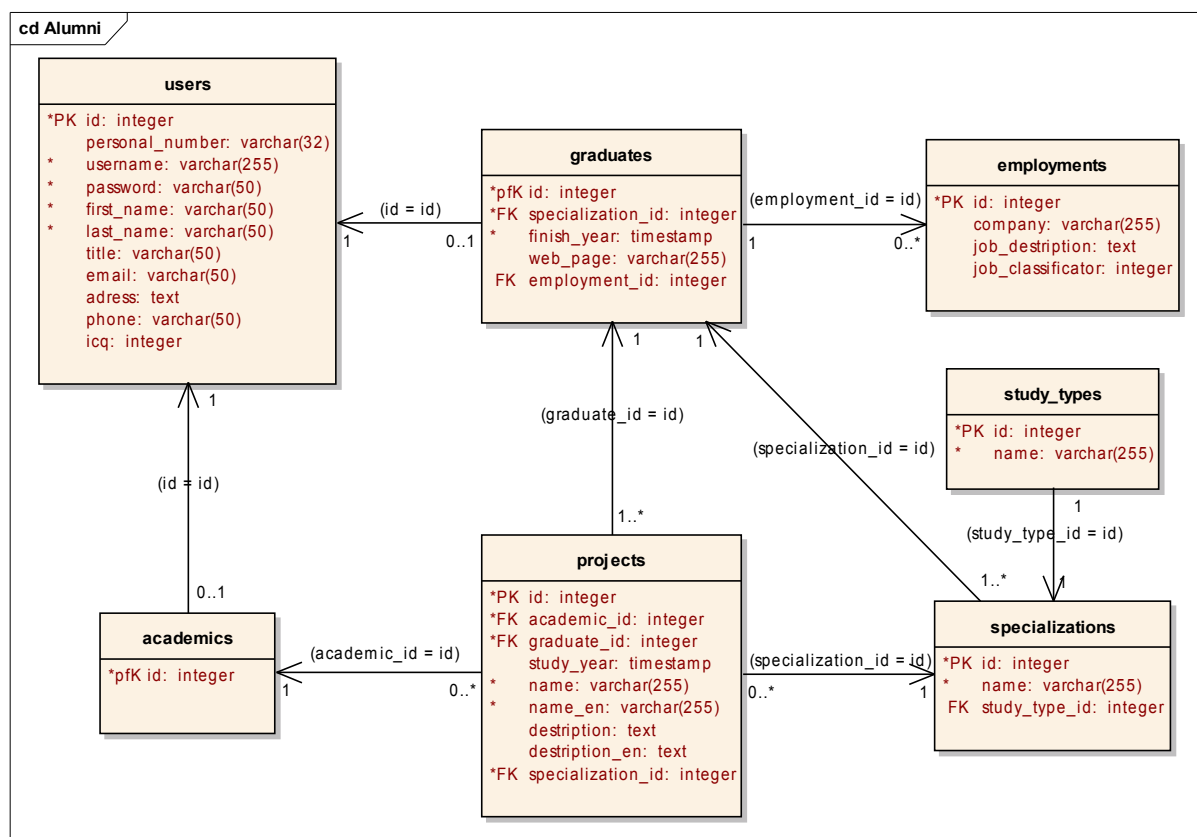 cd Alumni
users
*PK id: integer
personal_number: varchar(32)
* username: varchar(255)
* password: varchar(50)
* first_name: varchar(50)
* last_name: varchar(50)
title: varchar(50)
email: varchar(50)
adress: text
phone: varchar(50)
icq: integer
(id = id)
1
0..1
graduates
*pfK id: integer
*FK specialization_id: integer
* finish_year: timestamp
web_page: varchar(255)
FK employment_id: integer
(employment_id = id)
1
0..*
employments
*PK id: integer
company: varchar(255)
job_destription: text
job_classificator: integer
1
(id = id)
0..1
1
(graduate_id = id)
1..*
1
(specialization_id = id)
1..*
study_types
*PK id: integer
* name: varchar(255)
1
(study_type_id = id)
1
academics
*pfK id: integer
(academic_id = id)
1
0..*
projects
*PK id: integer
*FK academic_id: integer
*FK graduate_id: integer
study_year: timestamp
* name: varchar(255)
* name_en: varchar(255)
destription: text
destription_en: text
*FK specialization_id: integer
(specialization_id = id)
0..*
1
specializations
*PK id: integer
* name: varchar(255)
FK study_type_id: integer